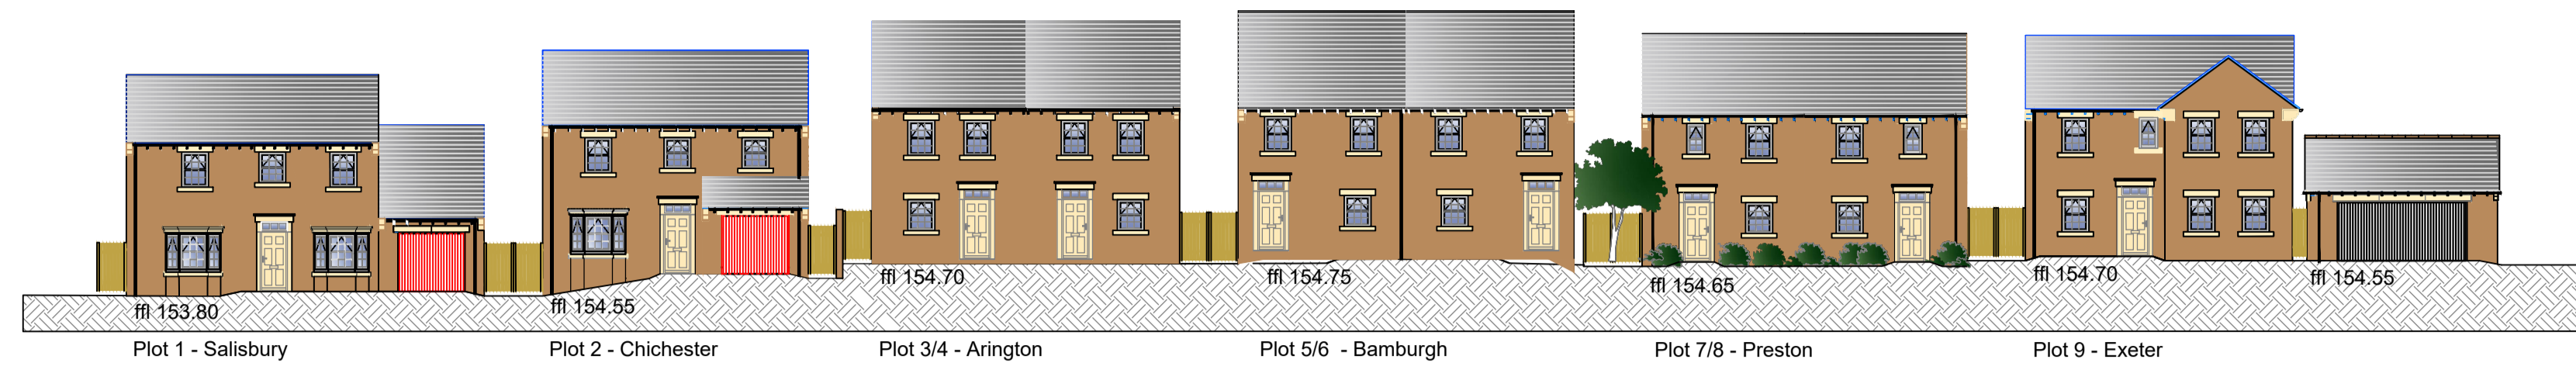 ffl 153.80
ffl 154.55
ffl 154.70
ffl 154.75
ffl 154.65
ffl 154.70
ffl 154.55
Plot 1 - Salisbury
Plot 2 - Chichester
Plot 3/4 - Arington
Plot 5/6 - Bamburgh
Plot 7/8 - Preston
Plot 9 - Exeter